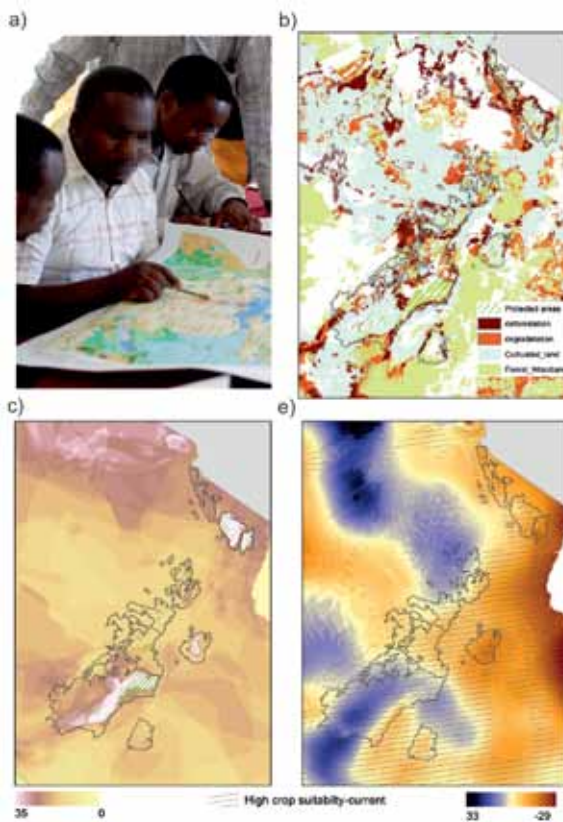 a)
b)
Protected areas
deforestation
degradation
Cultivated_land
c)
e)
35
0
High crop suitability-current
33
-29